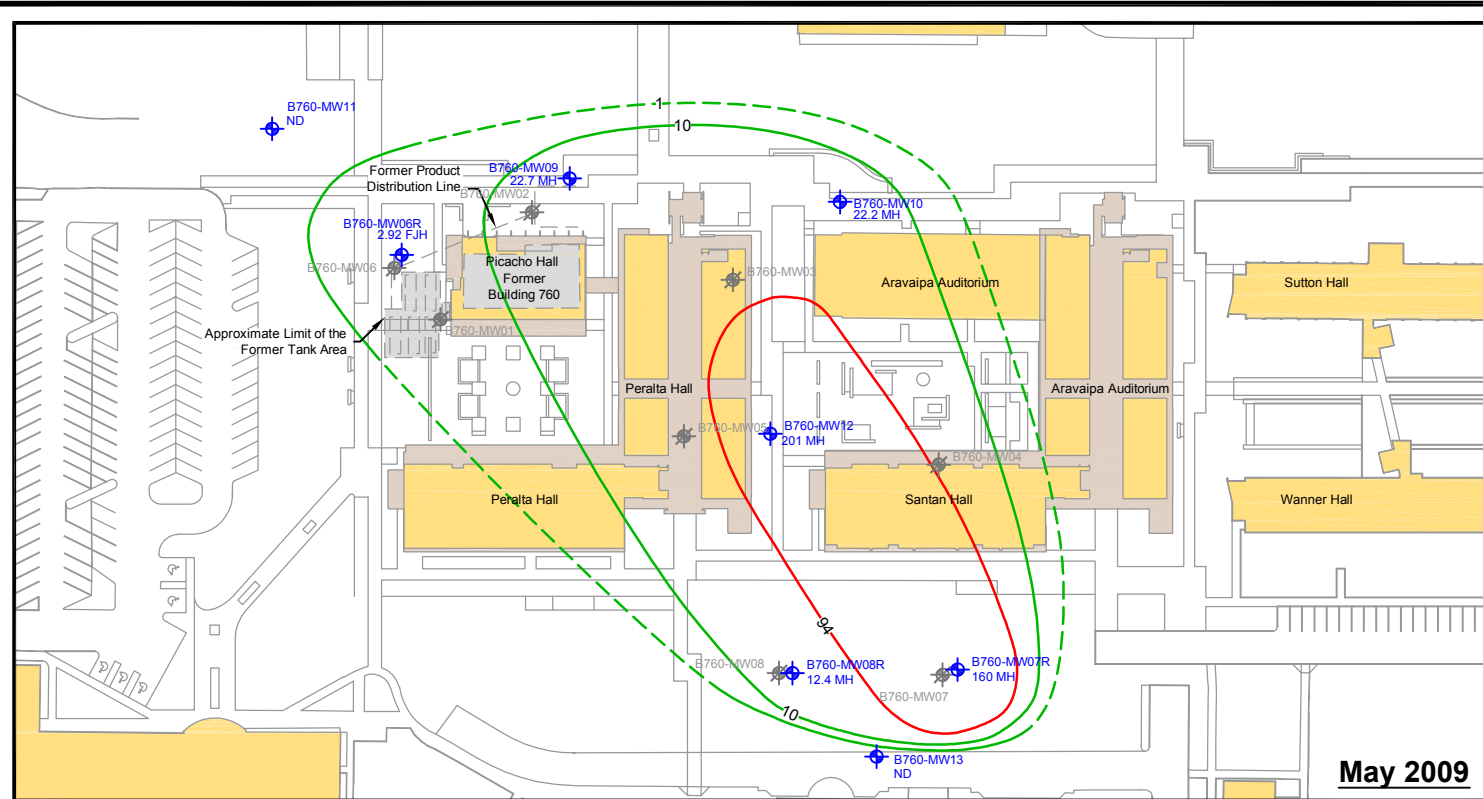 1
10
B760-MW11
ND
Former Product
Distribution Line
B760-MW09
22.7 MH
B760-MW02
B760-MW10
22.2 MH
B760-MW06R
2.92 FJH
B760-MW06
Picacho Hall
Former
Building 760
B760-MW03
Aravaipa Auditorium
Sutton Hall
Approximate Limit of the
Former Tank Area
B760-MW01
Peralta Hall
Aravaipa Auditorium
B760-MW05
B760-MW12
201 MH
B760-MW04
Peralta Hall
Santan Hall
Wanner Hall
94
B760-MW08
B760-MW08R
12.4 MH
B760-MW07R
160 MH
B760-MW07
10
B760-MW13
ND
May 2009